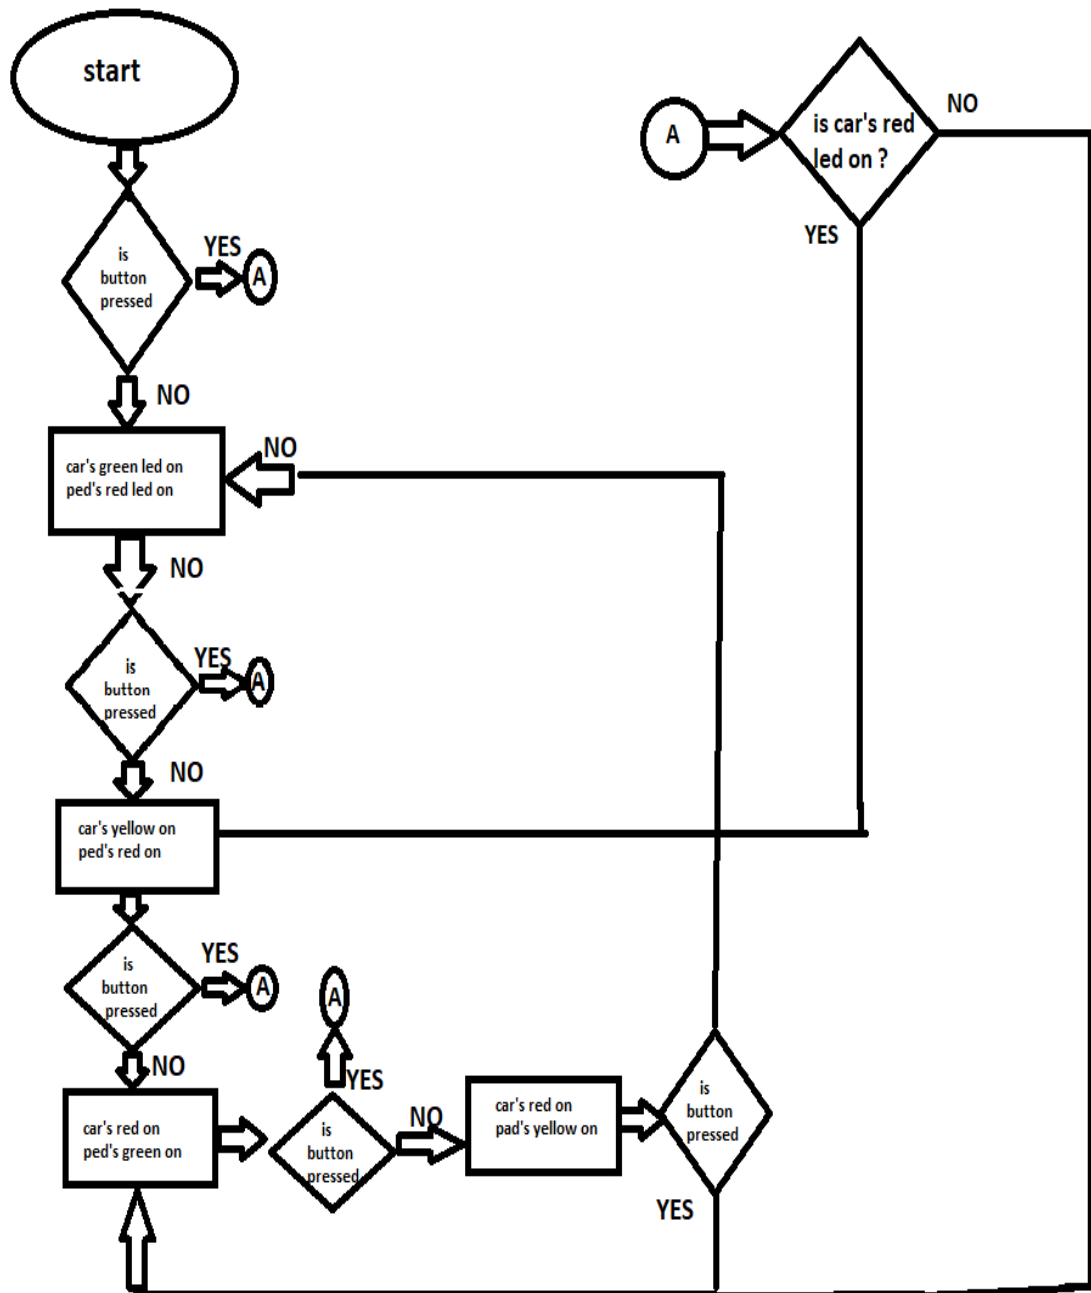 start
is
button
pressed
YES
A
NO
car's green led on
ped's red led on
NO
NO
is
button
pressed
YES
A
NO
car's yellow on
ped's red on
is
button
pressed
YES
A
NO
car's red on
ped's green on
is
button
pressed
YES
A
NO
car's red on
pad's yellow on
is
button
pressed
YES
A
is car's red
led on ?
NO
YES